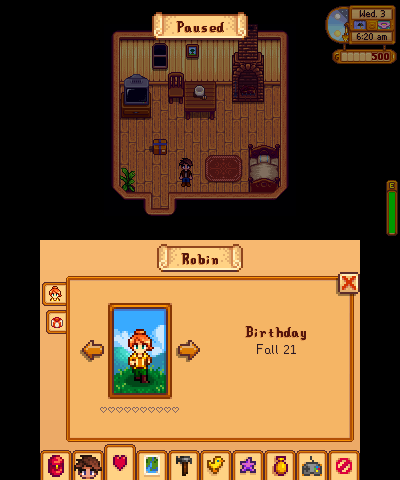 Paused
Wed. 3
6:20 am
G 500
E
Robin
Birthday
Fall 21